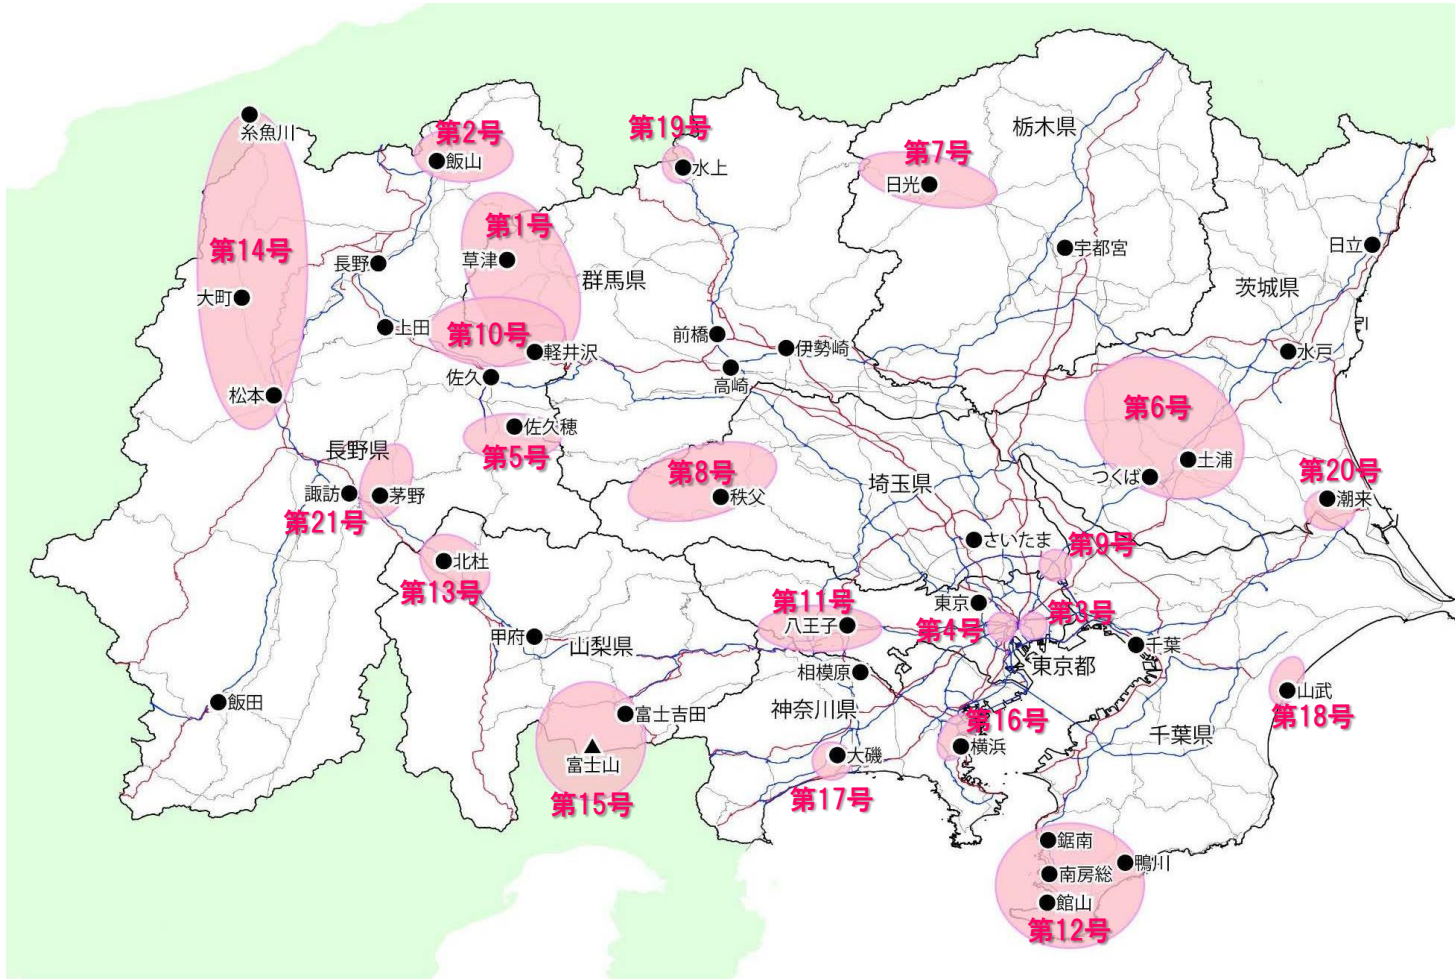 糸魚川
第2号
飯山
第19号
水上
第7号
日光
栃木県
第14号
大町
長野
第1号
草津
群馬県
宇都宮
日立
茨城県
上田
第10号
軽井沢
前橋
伊勢崎
高崎
水戸
松本
佐久
佐久穂
第5号
第6号
土浦
つくば
長野県
諏訪
茅野
第21号
第8号
秩父
埼玉県
第20号
潮来
北杜
第13号
さいたま
第9号
第11号
八王子
東京
第4号
第3号
千葉
東京都
甲府
山梨県
相模原
飯田
富士吉田
富士山
第15号
神奈川県
第16号
横浜
大磯
第17号
山武
第18号
千葉県
鋸南
鴨川
南房総
館山
第12号